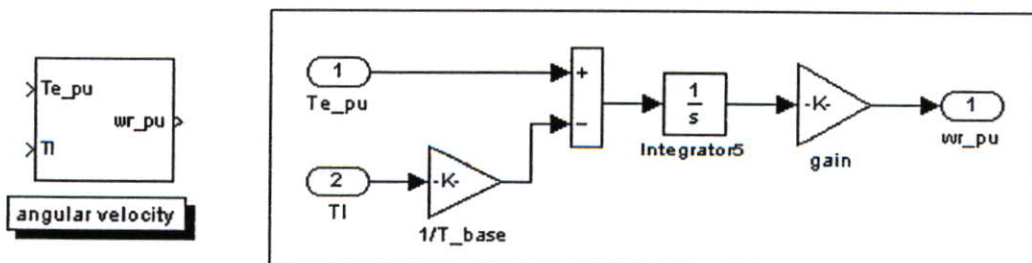 Te_pu
wr_pu
Tl
angular velocity
1
Te_pu
2
Tl
-K-
1/T_base
+
−
1
s
Integrator5
-K-
gain
1
wr_pu